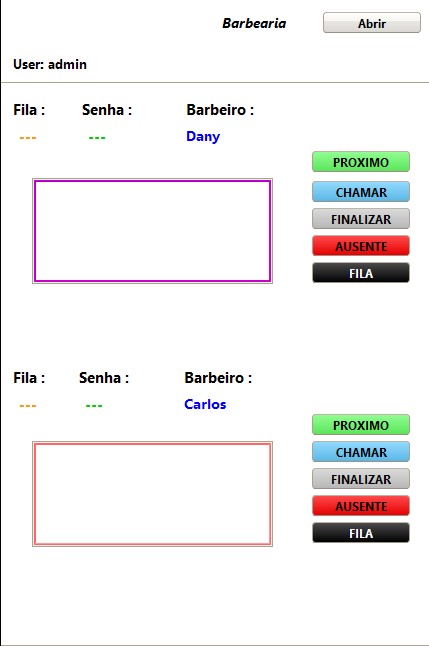 Barbearia Abrir
User: admin
Fila : Senha : Barbeiro :
--- --- Dany
PROXIMO
CHAMAR
FINALIZAR
AUSENTE
FILA
Fila : Senha : Barbeiro :
--- --- Carlos
PROXIMO
CHAMAR
FINALIZAR
AUSENTE
FILA